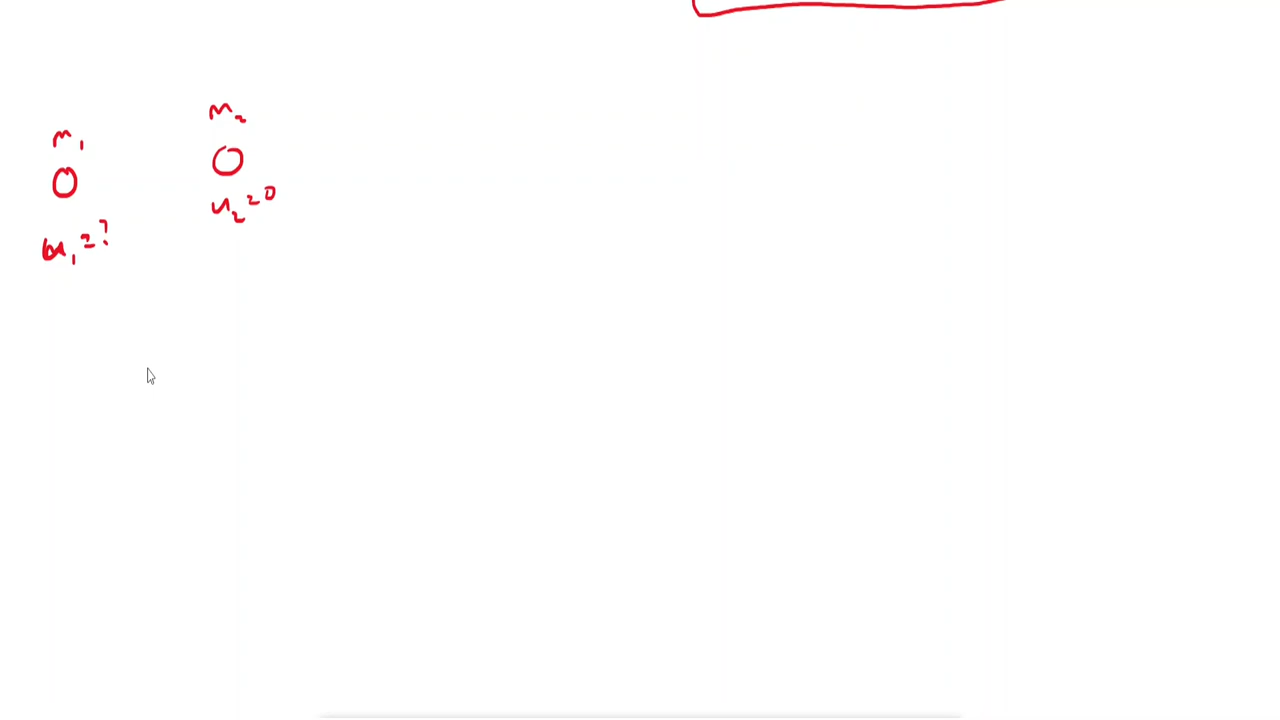 m₁
m₂
u₁ = ?
u₂ = 0